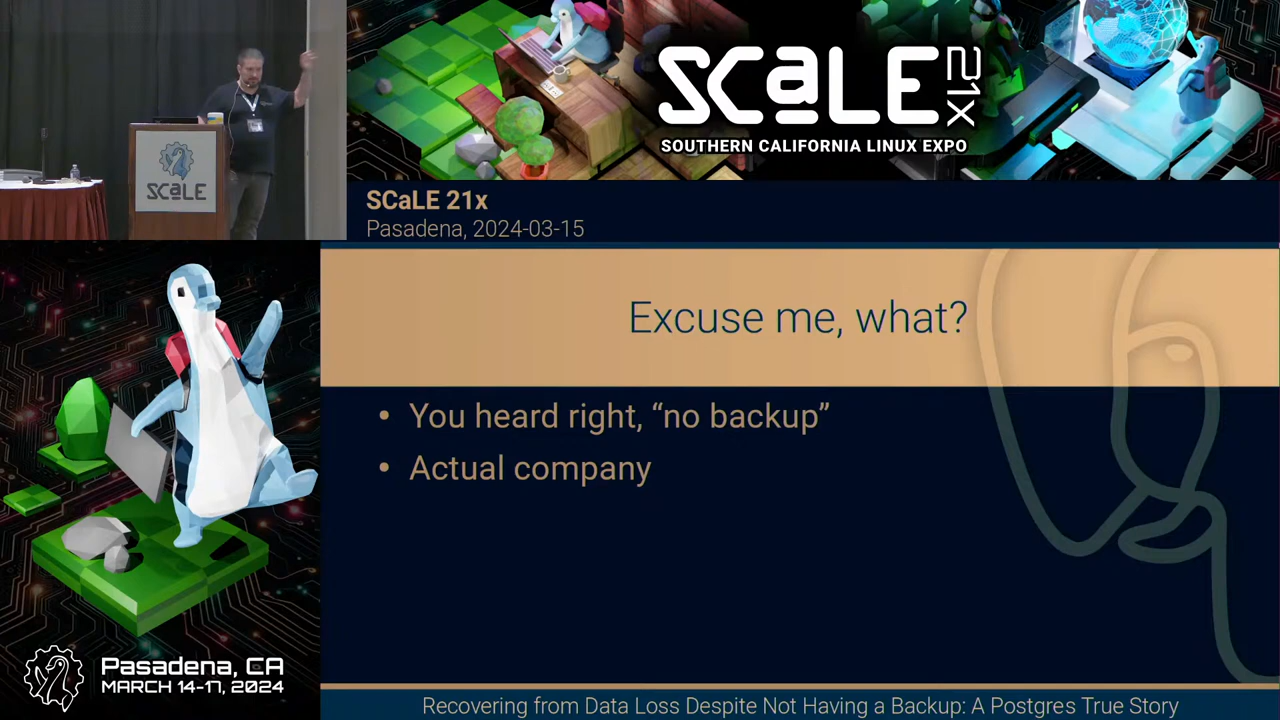 SCaLE
SCaLE 21x
SOUTHERN CALIFORNIA LINUX EXPO
SCaLE 21x
Pasadena, 2024-03-15
Excuse me, what?
• You heard right, “no backup”
• Actual company
Pasadena, CA
MARCH 14-17, 2024
Recovering from Data Loss Despite Not Having a Backup: A Postgres True Story